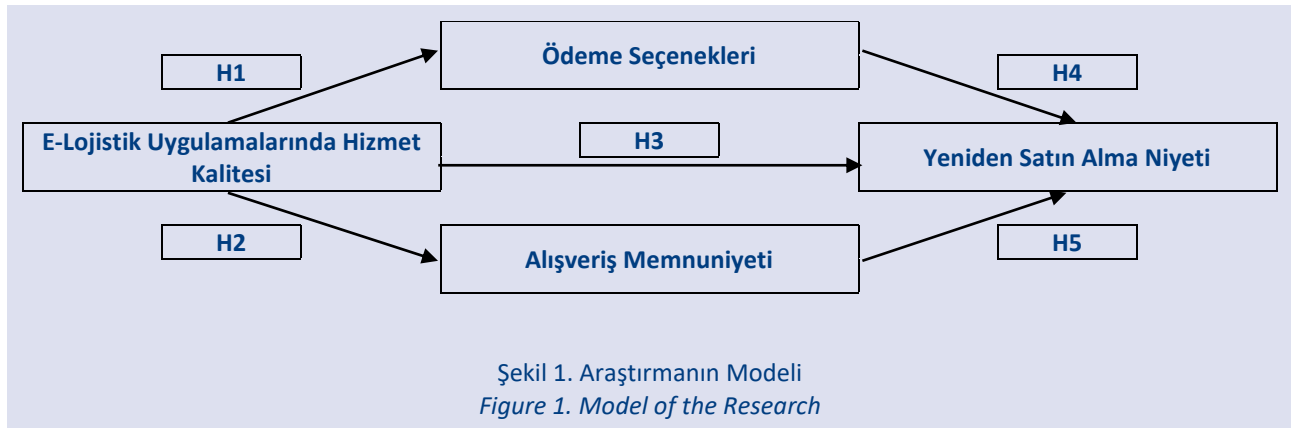 Ödeme Seçenekleri
H1
H4
E-Lojistik Uygulamalarında Hizmet
Kalitesi
H3
Yeniden Satın Alma Niyeti
H2
Alışveriş Memnuniyeti
H5
Şekil 1. Araştırmanın Modeli
Figure 1. Model of the Research